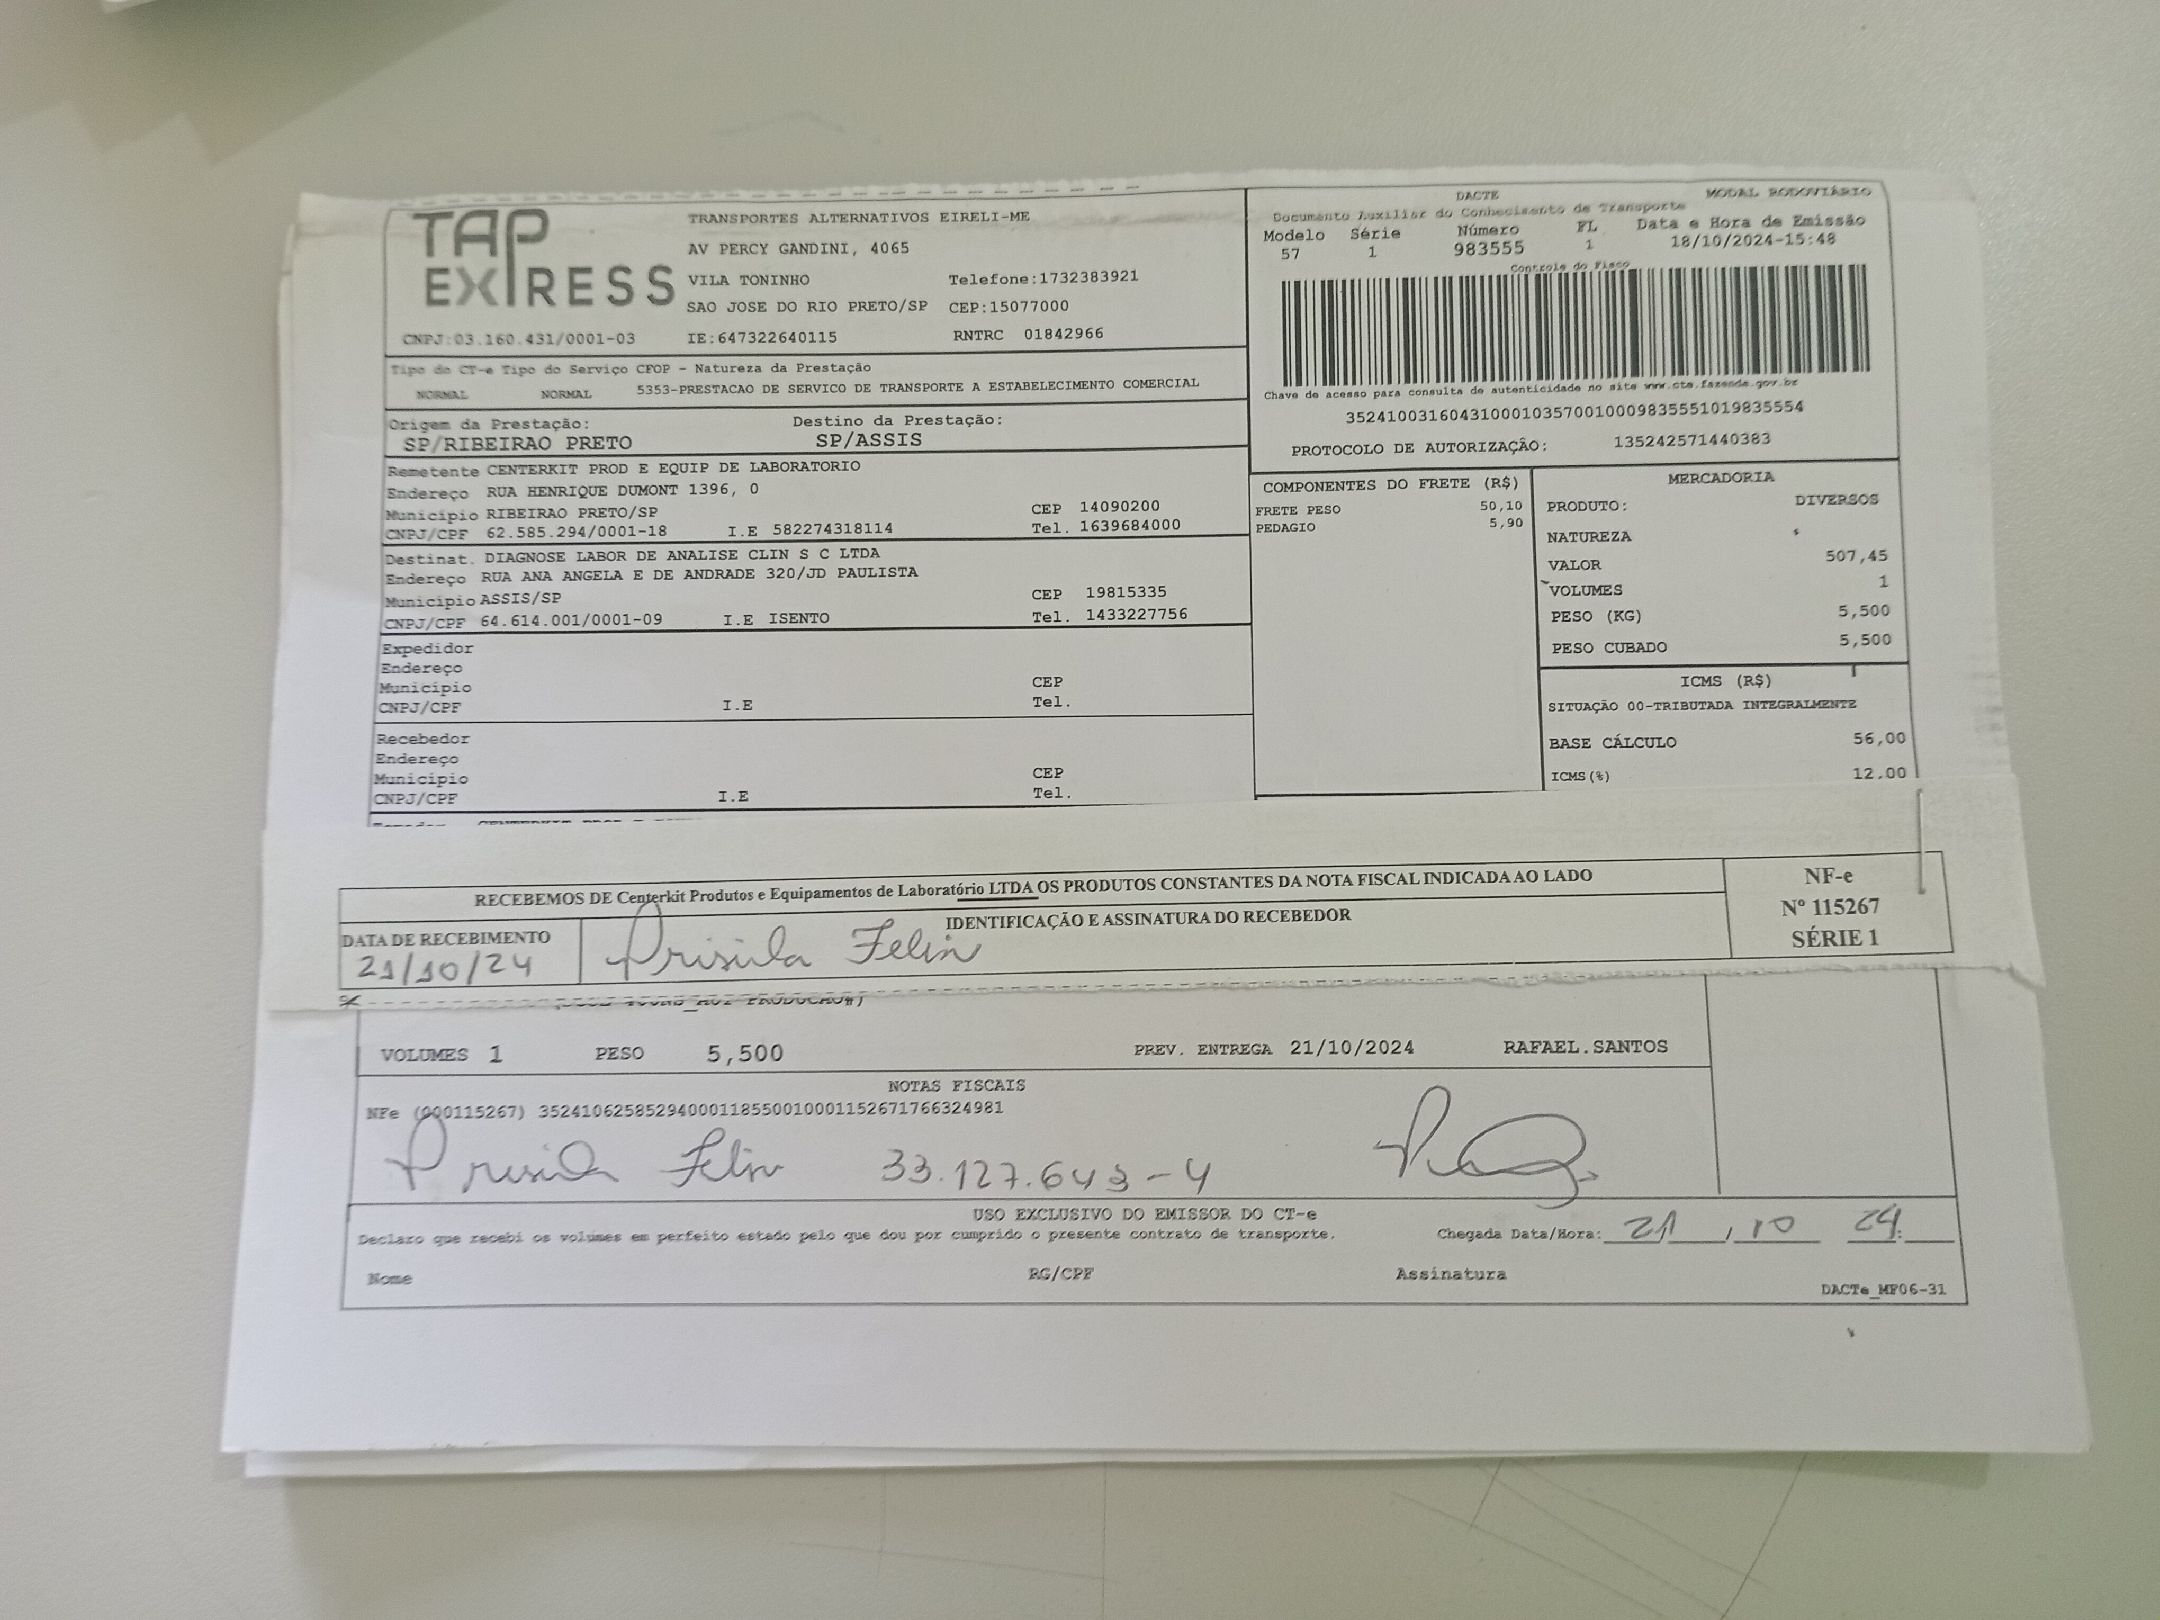 TAP EXPRESS
TRANSPORTES ALTERNATIVOS EIRELI-ME
AV PERCY GANDINI, 4065
VILA TONINHO Telefone:1732383921
SAO JOSE DO RIO PRETO/SP CEP:15077000
CNPJ:03.160.431/0001-03 IE:647322640115 RNTRC 01842966
Tipo do CT-e Tipo do Serviço CFOP - Natureza da Prestação
NORMAL NORMAL 5353-PRESTACAO DE SERVICO DE TRANSPORTE A ESTABELECIMENTO COMERCIAL
Origem da Prestação: Destino da Prestação:
SP/RIBEIRAO PRETO SP/ASSIS
Remetente CENTERKIT PROD E EQUIP DE LABORATORIO
Endereço RUA HENRIQUE DUMONT 1396, 0
Municipio RIBEIRAO PRETO/SP CEP 14090200
CNPJ/CPF 62.585.294/0001-18 I.E 582274318114 Tel. 1639684000
Destinat. DIAGNOSE LABOR DE ANALISE CLIN S C LTDA
Endereço RUA ANA ANGELA E DE ANDRADE 320/JD PAULISTA
Municipio ASSIS/SP CEP 19815335
CNPJ/CPF 64.614.001/0001-09 I.E ISENTO Tel. 1433227756
Expedidor
Endereço
Municipio CEP
CNPJ/CPF I.E Tel.
Recebedor
Endereço
Municipio CEP
CNPJ/CPF I.E Tel.
DACTE MODAL RODOVIÁRIO
Documento Auxiliar do Conhecimento de Transporte
Modelo Série Número FL Data e Hora de Emissão
57 1 983555 1 18/10/2024-15:48
Controle do Fisco
Chave de acesso para consulta de autenticidade no site www.cte.fazenda.gov.br
35241003160431000103570010009835551019835554
PROTOCOLO DE AUTORIZAÇÃO: 135242571440383
COMPONENTES DO FRETE (R$)
FRETE PESO 50,10
PEDAGIO 5,90
MERCADORIA
PRODUTO: DIVERSOS
NATUREZA
VALOR 507,45
VOLUMES 1
PESO (KG) 5,500
PESO CUBADO 5,500
ICMS (R$)
SITUAÇÃO 00-TRIBUTADA INTEGRALMENTE
BASE CÁLCULO 56,00
ICMS(%) 12,00
RECEBEMOS DE Centerkit Produtos e Equipamentos de Laboratório LTDA OS PRODUTOS CONSTANTES DA NOTA FISCAL INDICADA AO LADO
DATA DE RECEBIMENTO IDENTIFICAÇÃO E ASSINATURA DO RECEBEDOR
21/10/24 Prisila Felin
NF-e
Nº 115267
SÉRIE 1
VOLUMES 1 PESO 5,500 PREV. ENTREGA 21/10/2024 RAFAEL.SANTOS
NOTAS FISCAIS
NFe (000115267) 35241062585294000118550010001152671766324981
Prisila Felin 33.127.643-4
USO EXCLUSIVO DO EMISSOR DO CT-e
Declaro que recebi os volumes em perfeito estado pelo que dou por cumprido o presente contrato de transporte. Chegada Data/Hora: 21 / 10 24:
Nome RG/CPF Assinatura
DACTe_MF06-31